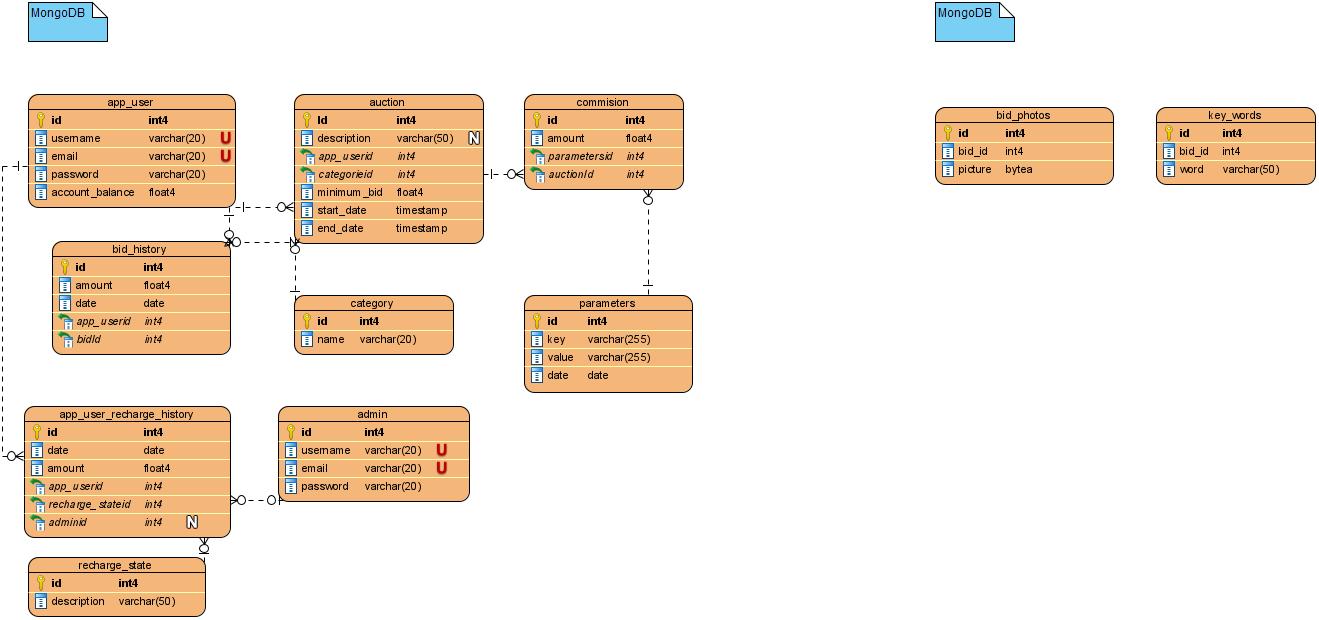 MongoDB
MongoDB
app_user
id int4
username varchar(20) U
email varchar(20) U
password varchar(20)
account_balance float4
auction
Id int4
description varchar(50) N
app_userid int4
categorieid int4
minimum_bid float4
start_date timestamp
end_date timestamp
commision
id int4
amount float4
parametersid int4
auctionId int4
bid_photos
id int4
bid_id int4
picture bytea
key_words
id int4
bid_id int4
word varchar(50)
bid_history
id int4
amount float4
date date
app_userid int4
bidId int4
category
id int4
name varchar(20)
parameters
id int4
key varchar(255)
value varchar(255)
date date
app_user_recharge_history
id int4
date date
amount float4
app_userid int4
recharge_stateid int4
adminid int4 N
admin
id int4
username varchar(20) U
email varchar(20) U
password varchar(20)
recharge_state
id int4
description varchar(50)